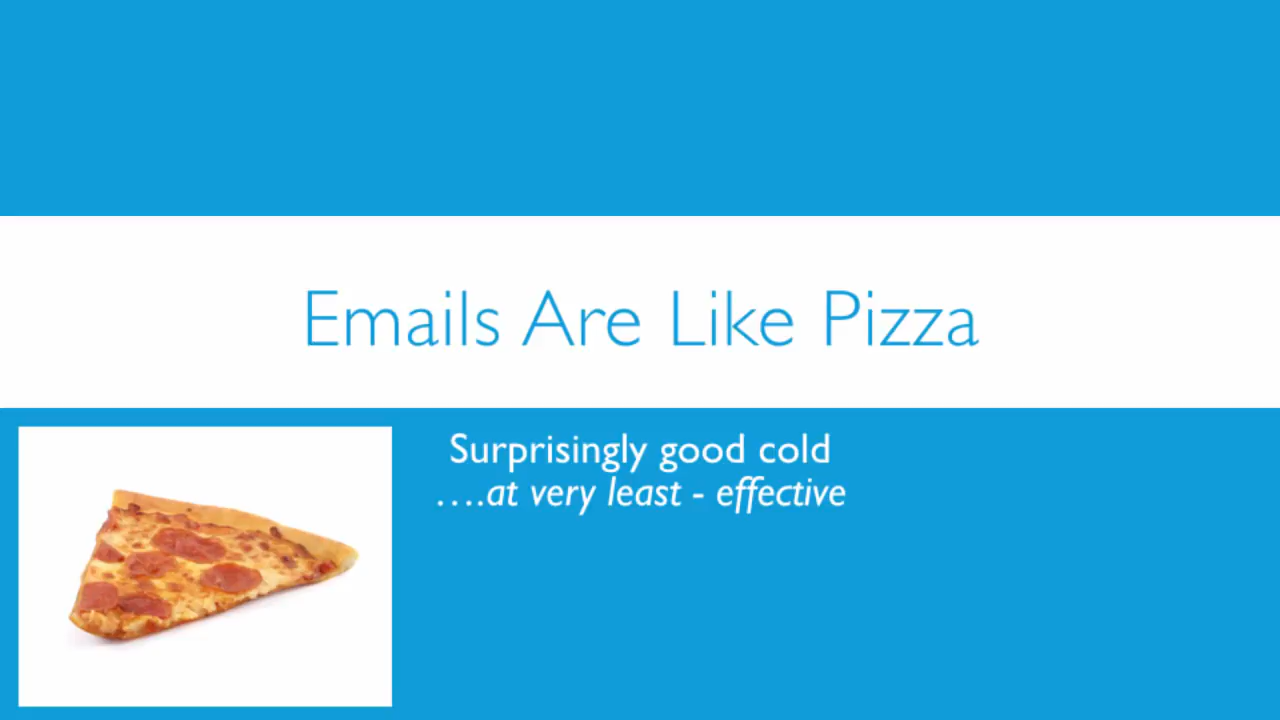 Emails Are Like Pizza
Surprisingly good cold
….at very least - effective